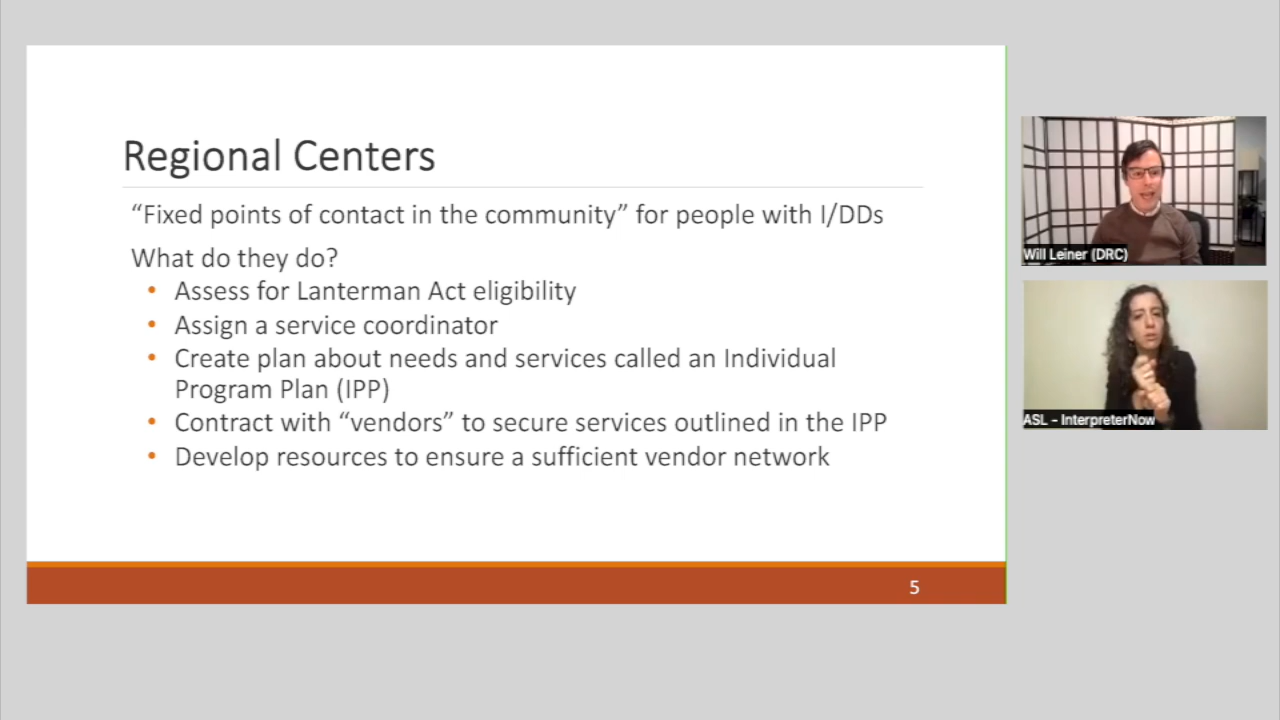 Regional Centers
“Fixed points of contact in the community” for people with I/DDs
What do they do?
• Assess for Lanterman Act eligibility
• Assign a service coordinator
• Create plan about needs and services called an Individual
Program Plan (IPP)
• Contract with “vendors” to secure services outlined in the IPP
• Develop resources to ensure a sufficient vendor network
5
Will Leiner (DRC)
ASL – InterpreterNow